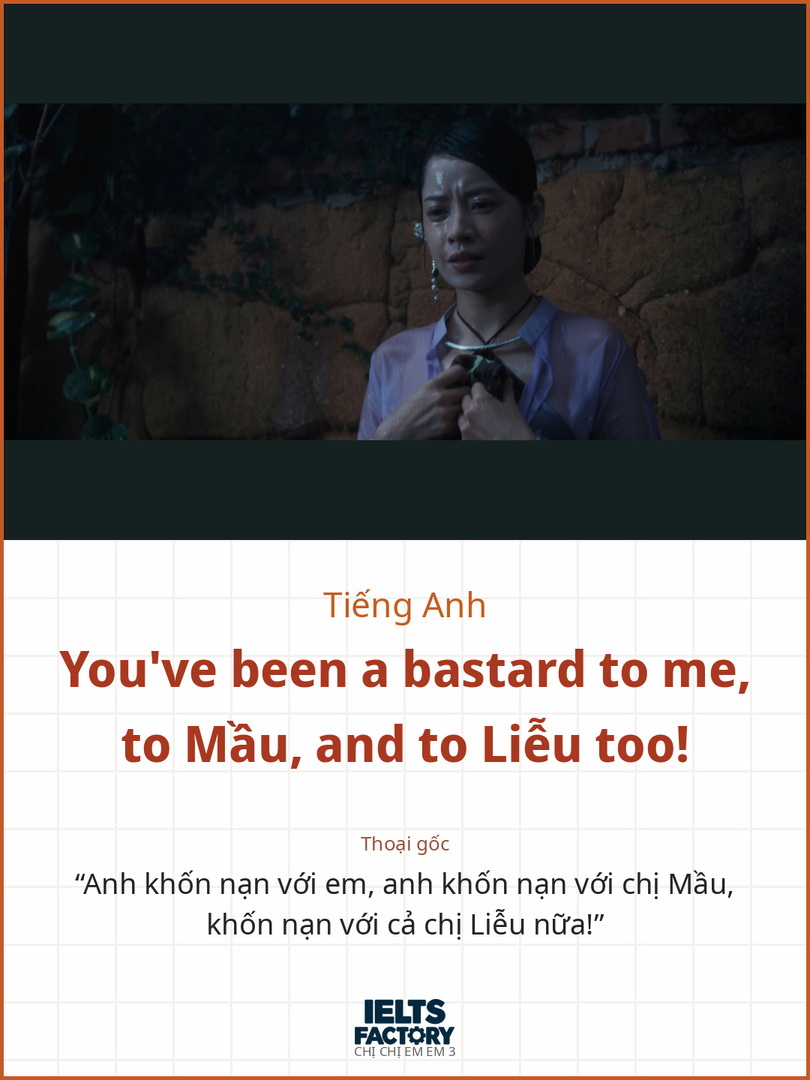 Tiếng Anh
You've been a bastard to me,
to Mầu, and to Liễu too!
Thoại gốc
“Anh khốn nạn với em, anh khốn nạn với chị Mầu,
khốn nạn với cả chị Liễu nữa!”
IELTS
FACTORY
CHỊ CHỊ EM EM 3